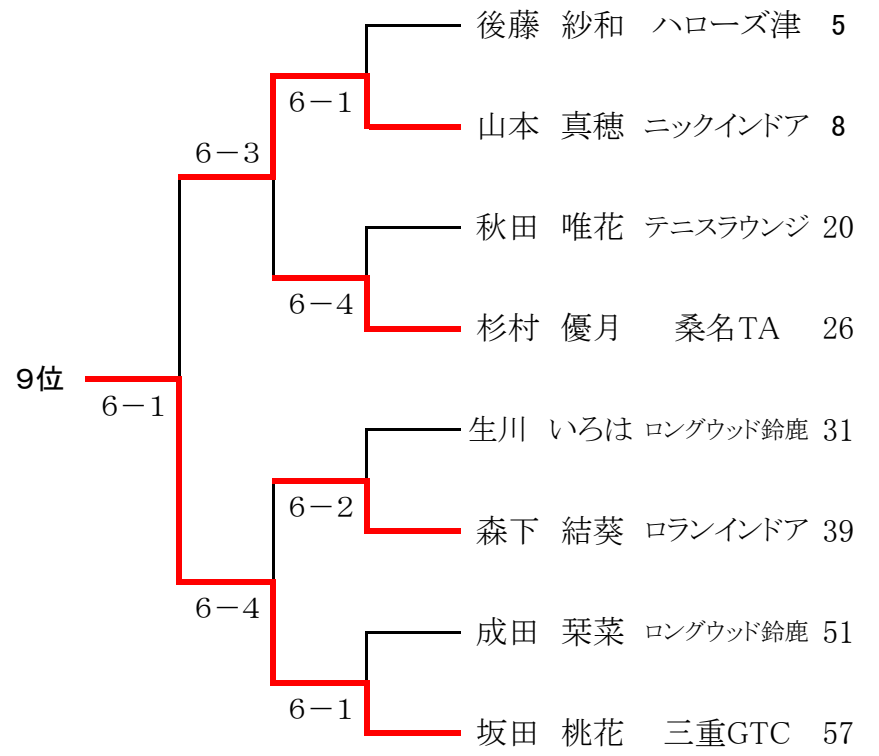 後藤 紗和 ハローズ津 5
6－1
山本 真穂 ニックインドア 8
6－3
秋田 唯花 テニスラウンジ 20
6－4
杉村 優月 桑名TA 26
9位
6－1
生川 いろは ロングウッド鈴鹿 31
6－2
森下 結葵 ロランインドア 39
6－4
成田 栞菜 ロングウッド鈴鹿 51
6－1
坂田 桃花 三重GTC 57